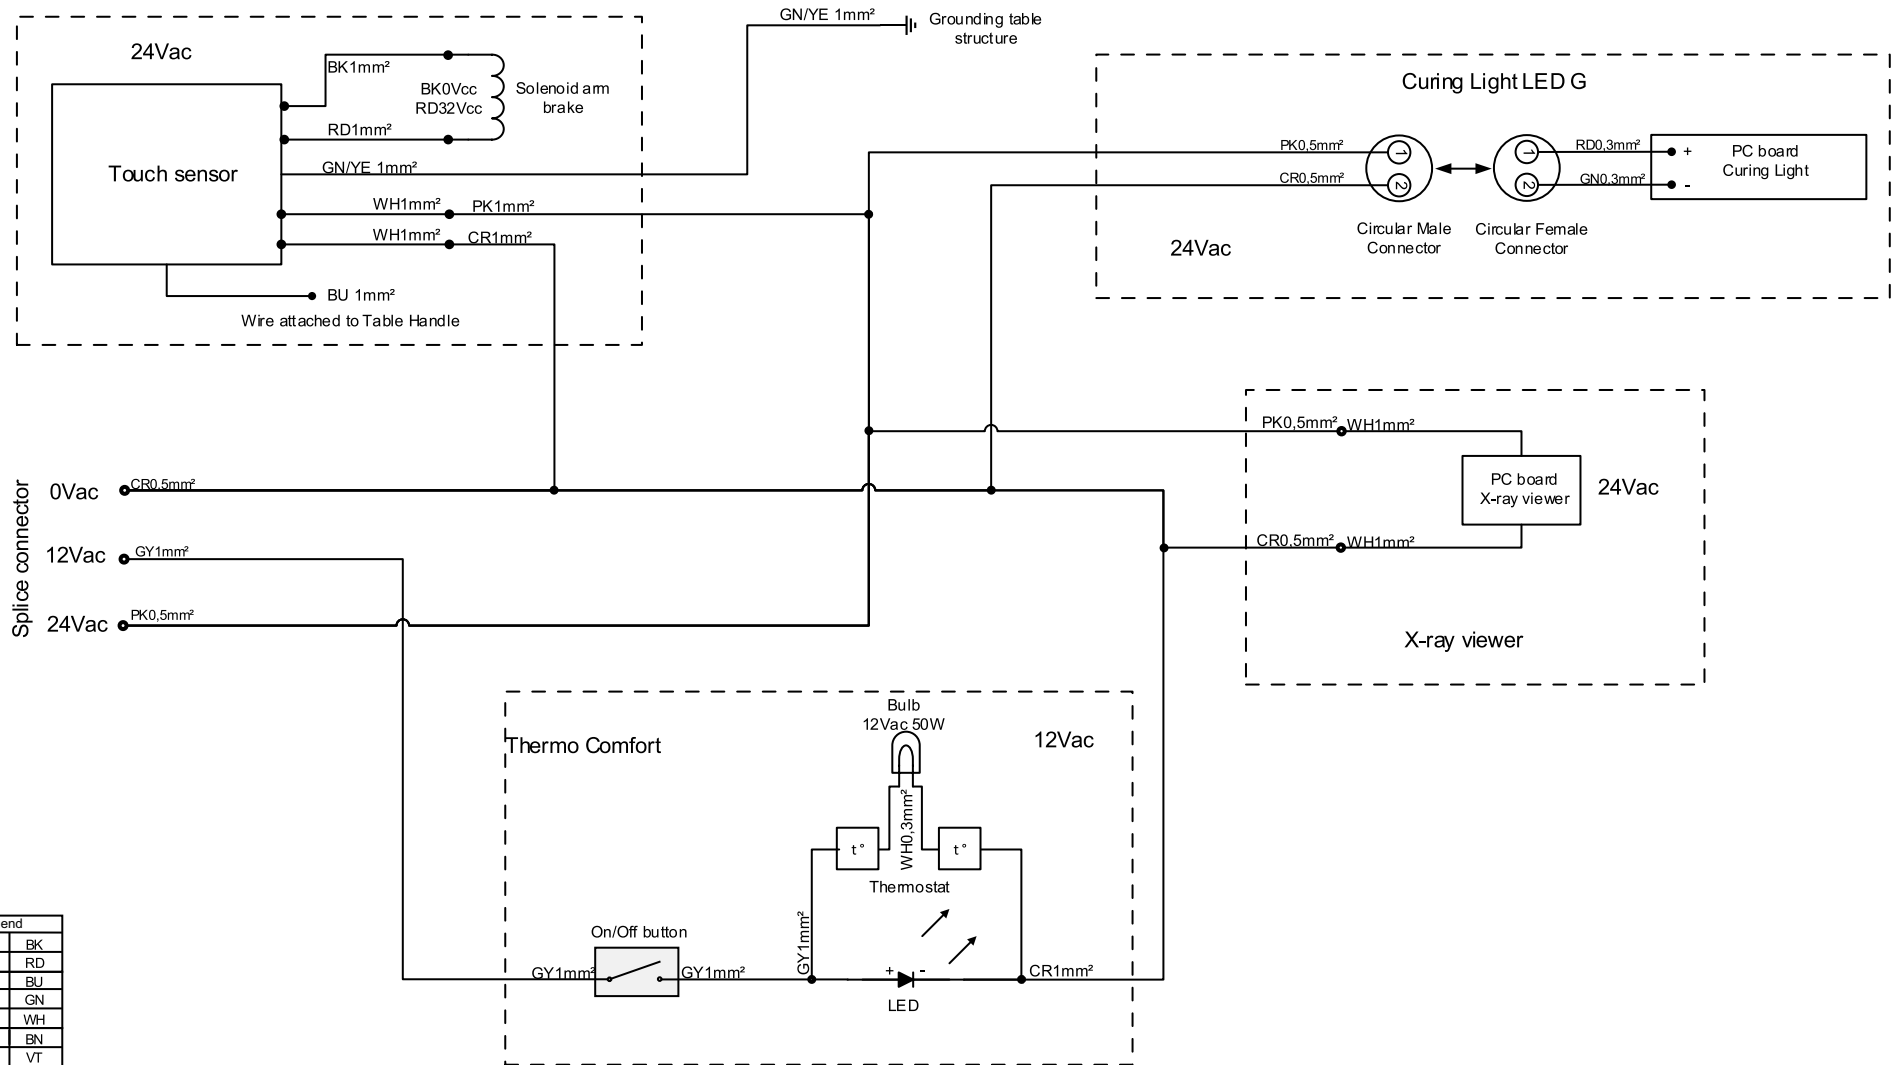 24Vac
BK1mm²
BK0Vcc
RD32Vcc
Solenoid arm
brake
RD1mm²
Touch sensor
GN/YE 1mm²
WH1mm²
PK1mm²
WH1mm²
CR1mm²
BU 1mm²
Wire attached to Table Handle
GN/YE 1mm²
Grounding table
structure
Curing Light LED G
PK0,5mm²
CR0,5mm²
1
2
1
2
RD0,3mm²
GN0,3mm²
+
-
PC board
Curing Light
Circular Male
Connector
Circular Female
Connector
24Vac
PK0,5mm²
WH1mm²
PC board
X-ray viewer
24Vac
CR0,5mm²
WH1mm²
X-ray viewer
Splice connector
0Vac
CR0,5mm²
12Vac
GY1mm²
24Vac
PK0,5mm²
Bulb
12Vac 50W
Thermo Comfort
12Vac
WH0,3mm²
t°
t°
Thermostat
On/Off button
GY1mm²
GY1mm²
GY1mm²
+
-
LED
CR1mm²
end
BK
RD
BU
GN
WH
BN
VT